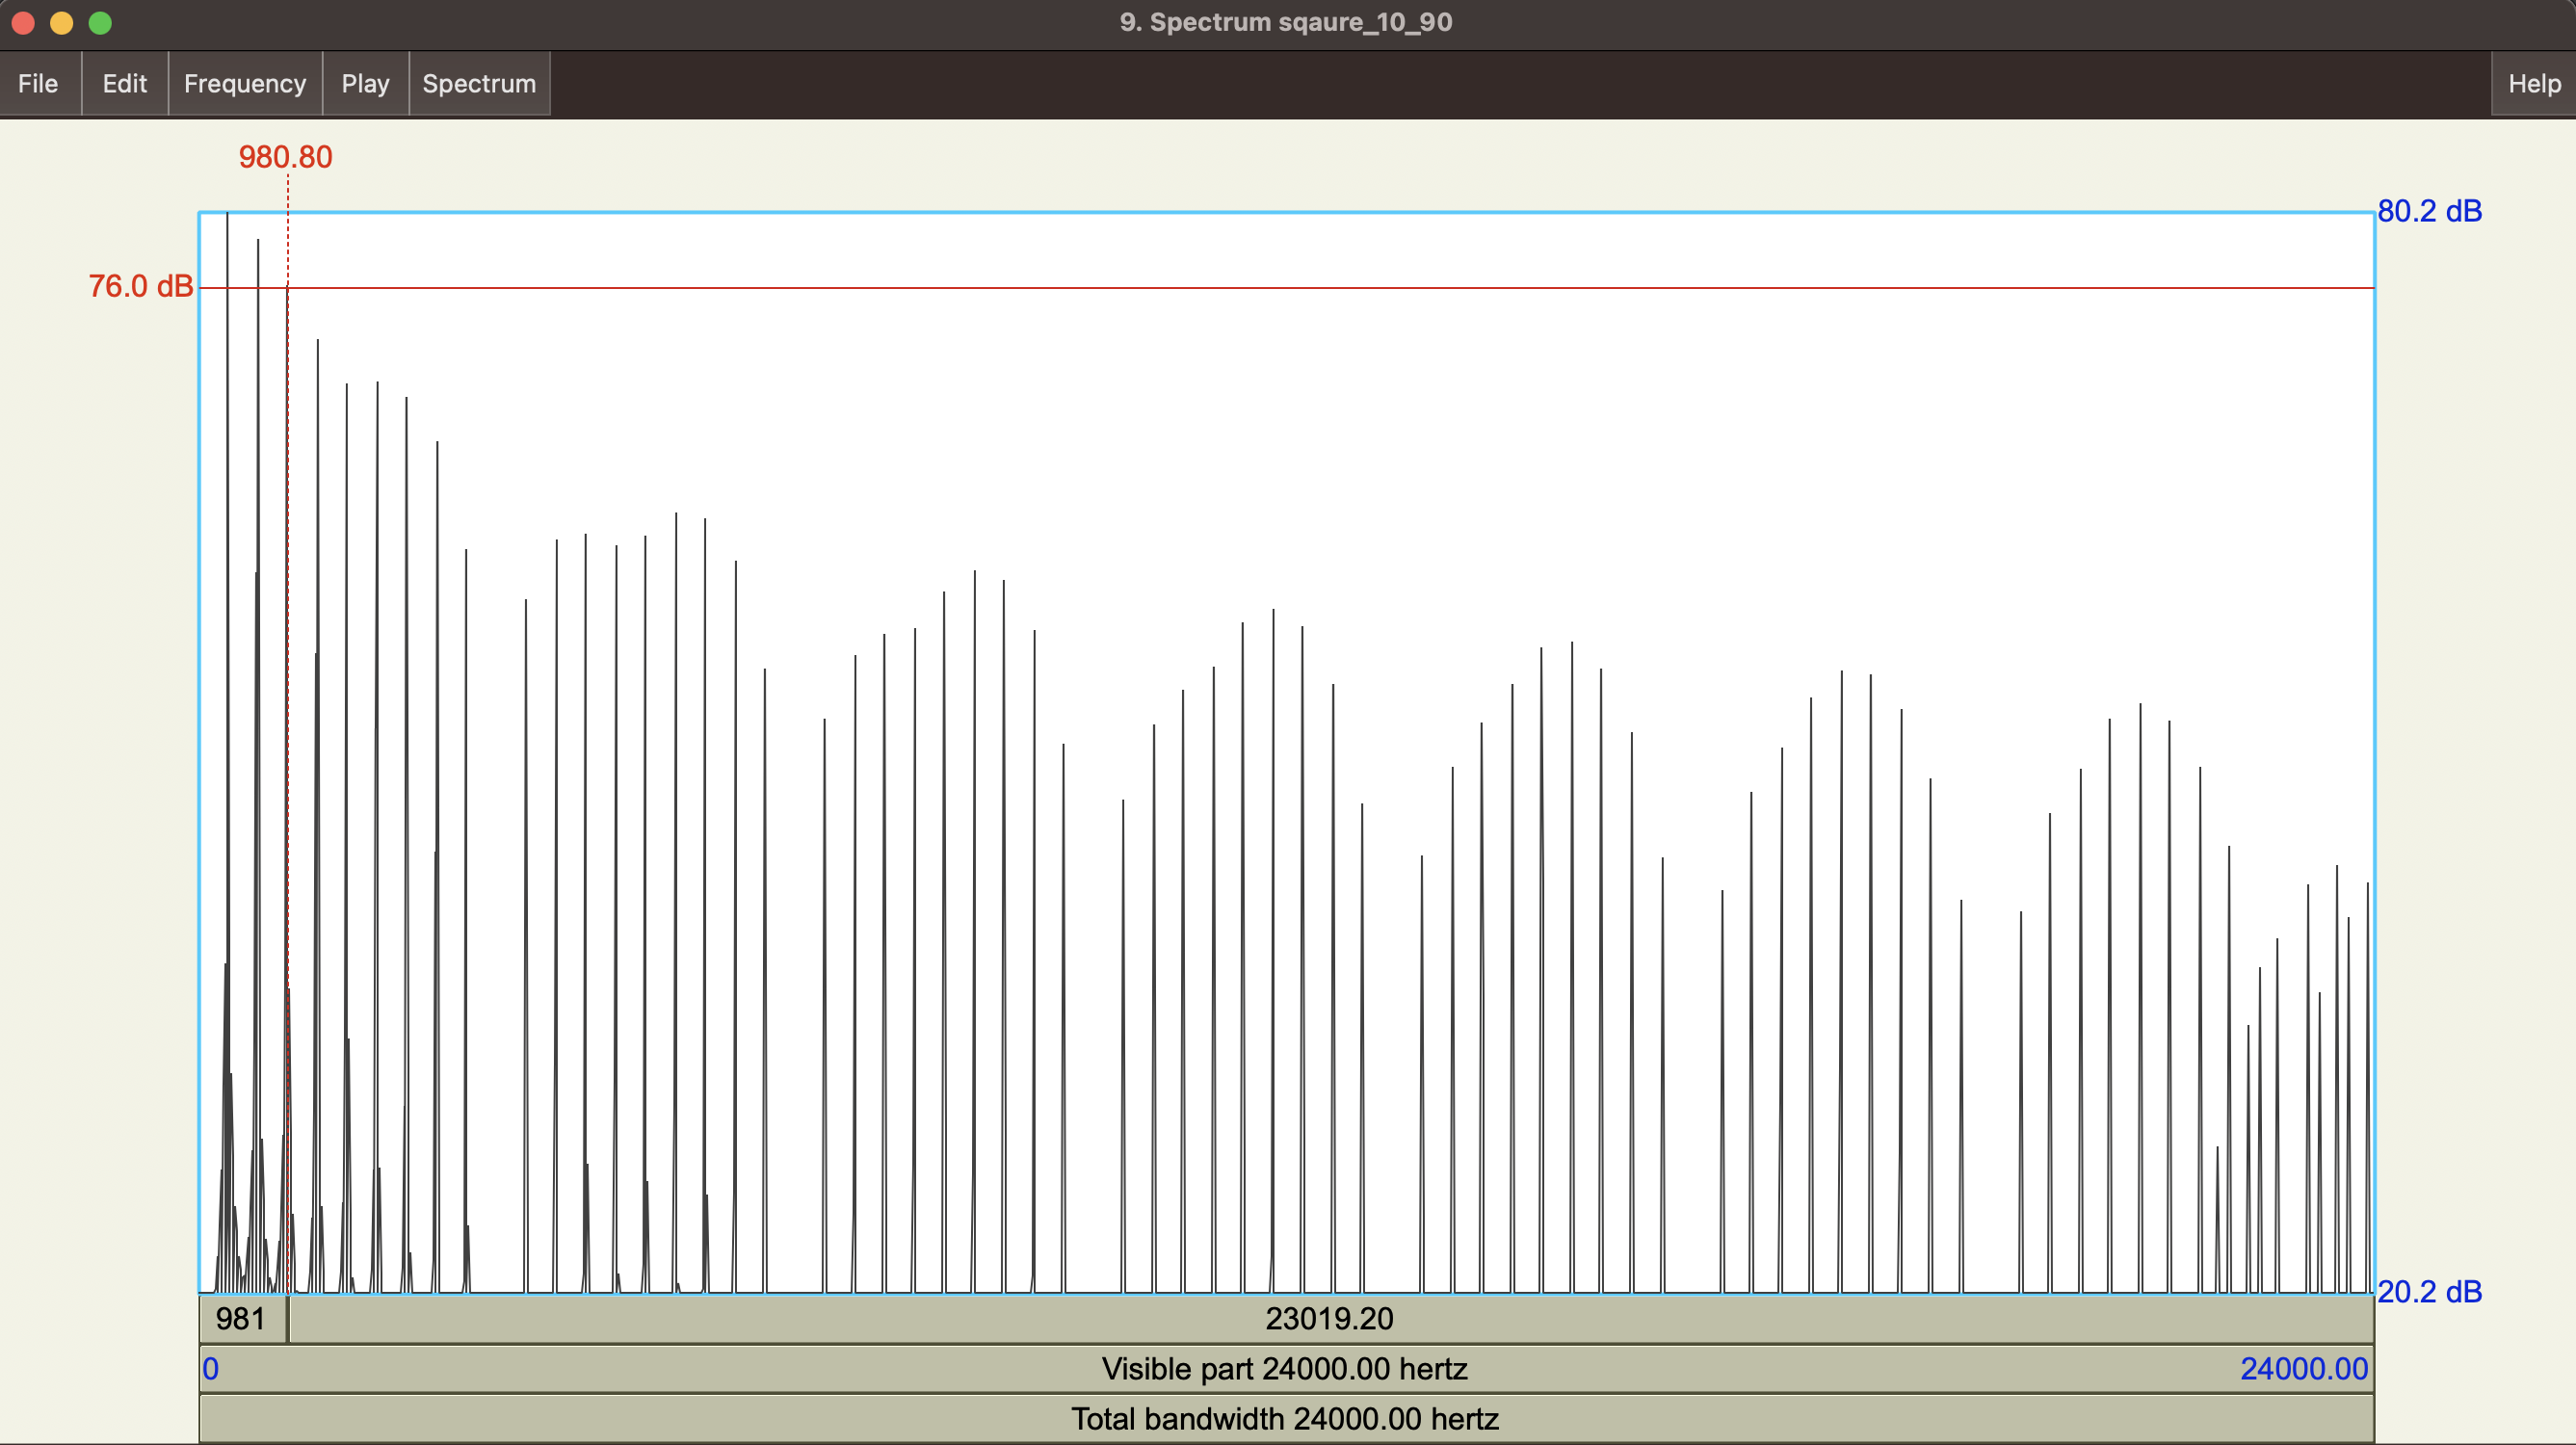 9. Spectrum sqaure_10_90
File Edit Frequency Play Spectrum Help
980.80
80.2 dB
76.0 dB
20.2 dB
981 23019.20
0 Visible part 24000.00 hertz 24000.00
Total bandwidth 24000.00 hertz